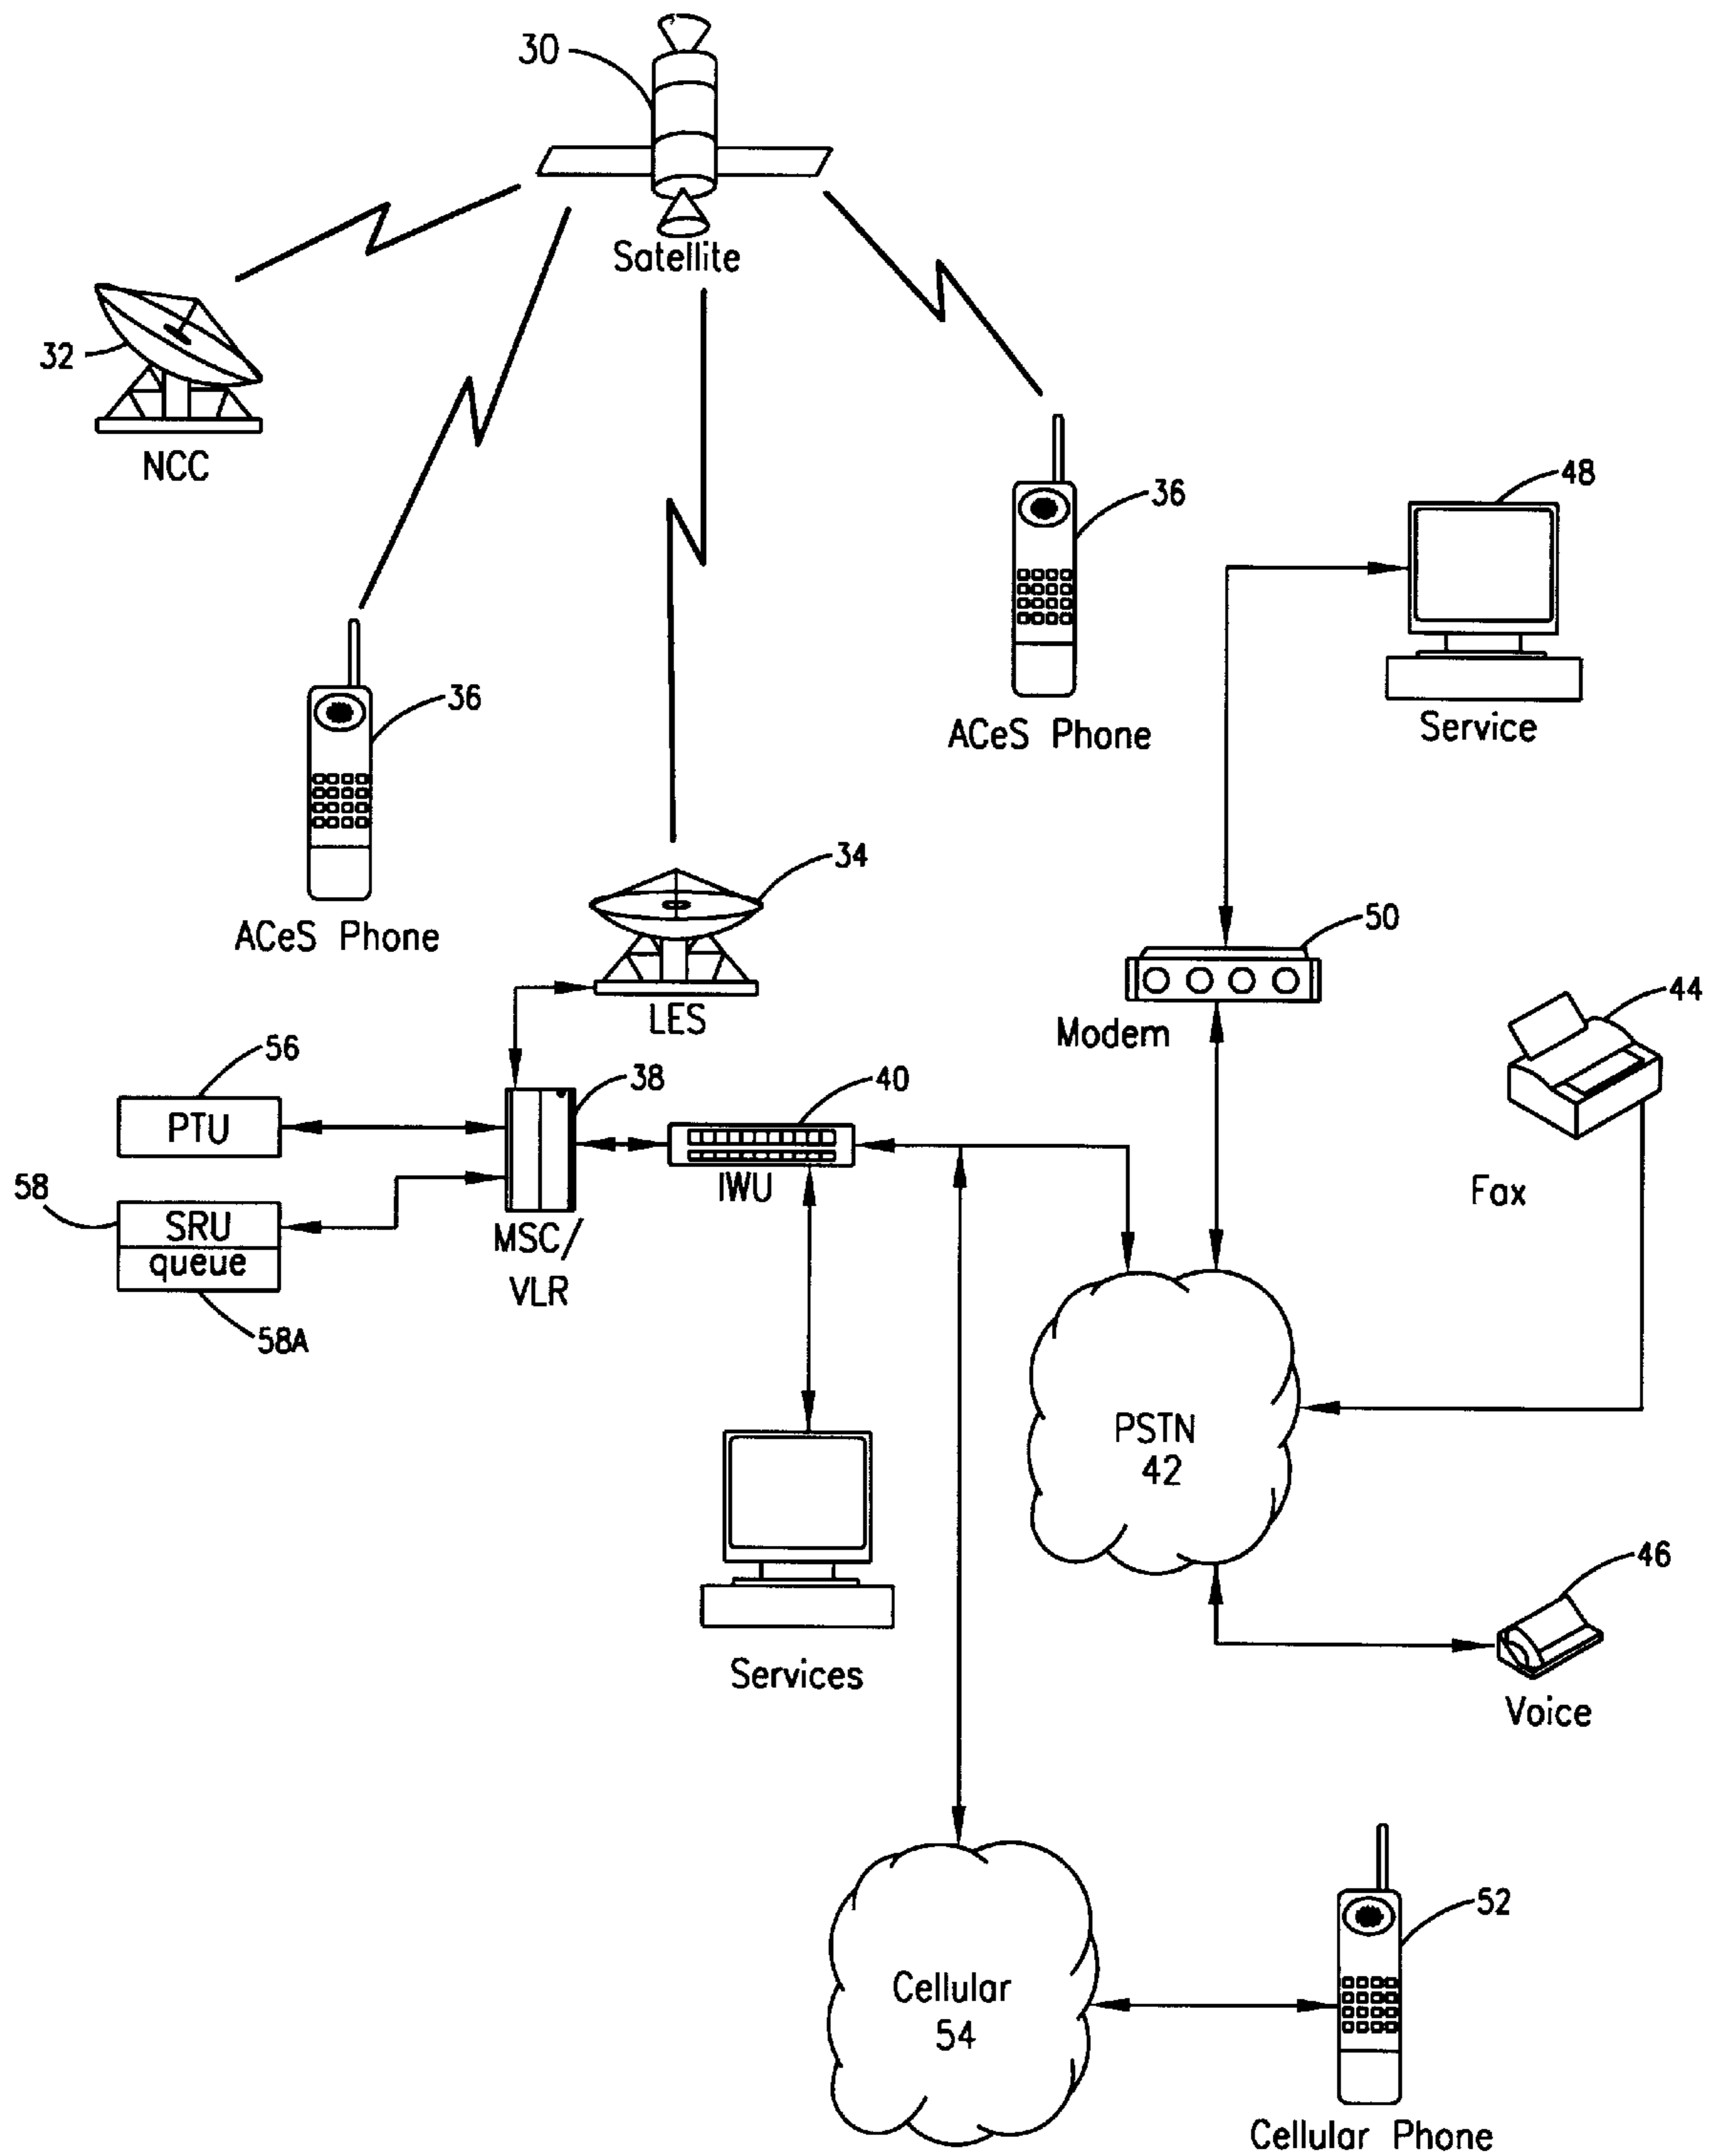 30
Satellite
32
NCC
36
ACeS Phone
36
ACeS Phone
48
Service
34
LES
50
Modem
44
Fax
56
PTU
38
MSC/
VLR
40
IWU
58
SRU
queue
58A
Services
PSTN
42
46
Voice
Cellular
54
52
Cellular Phone